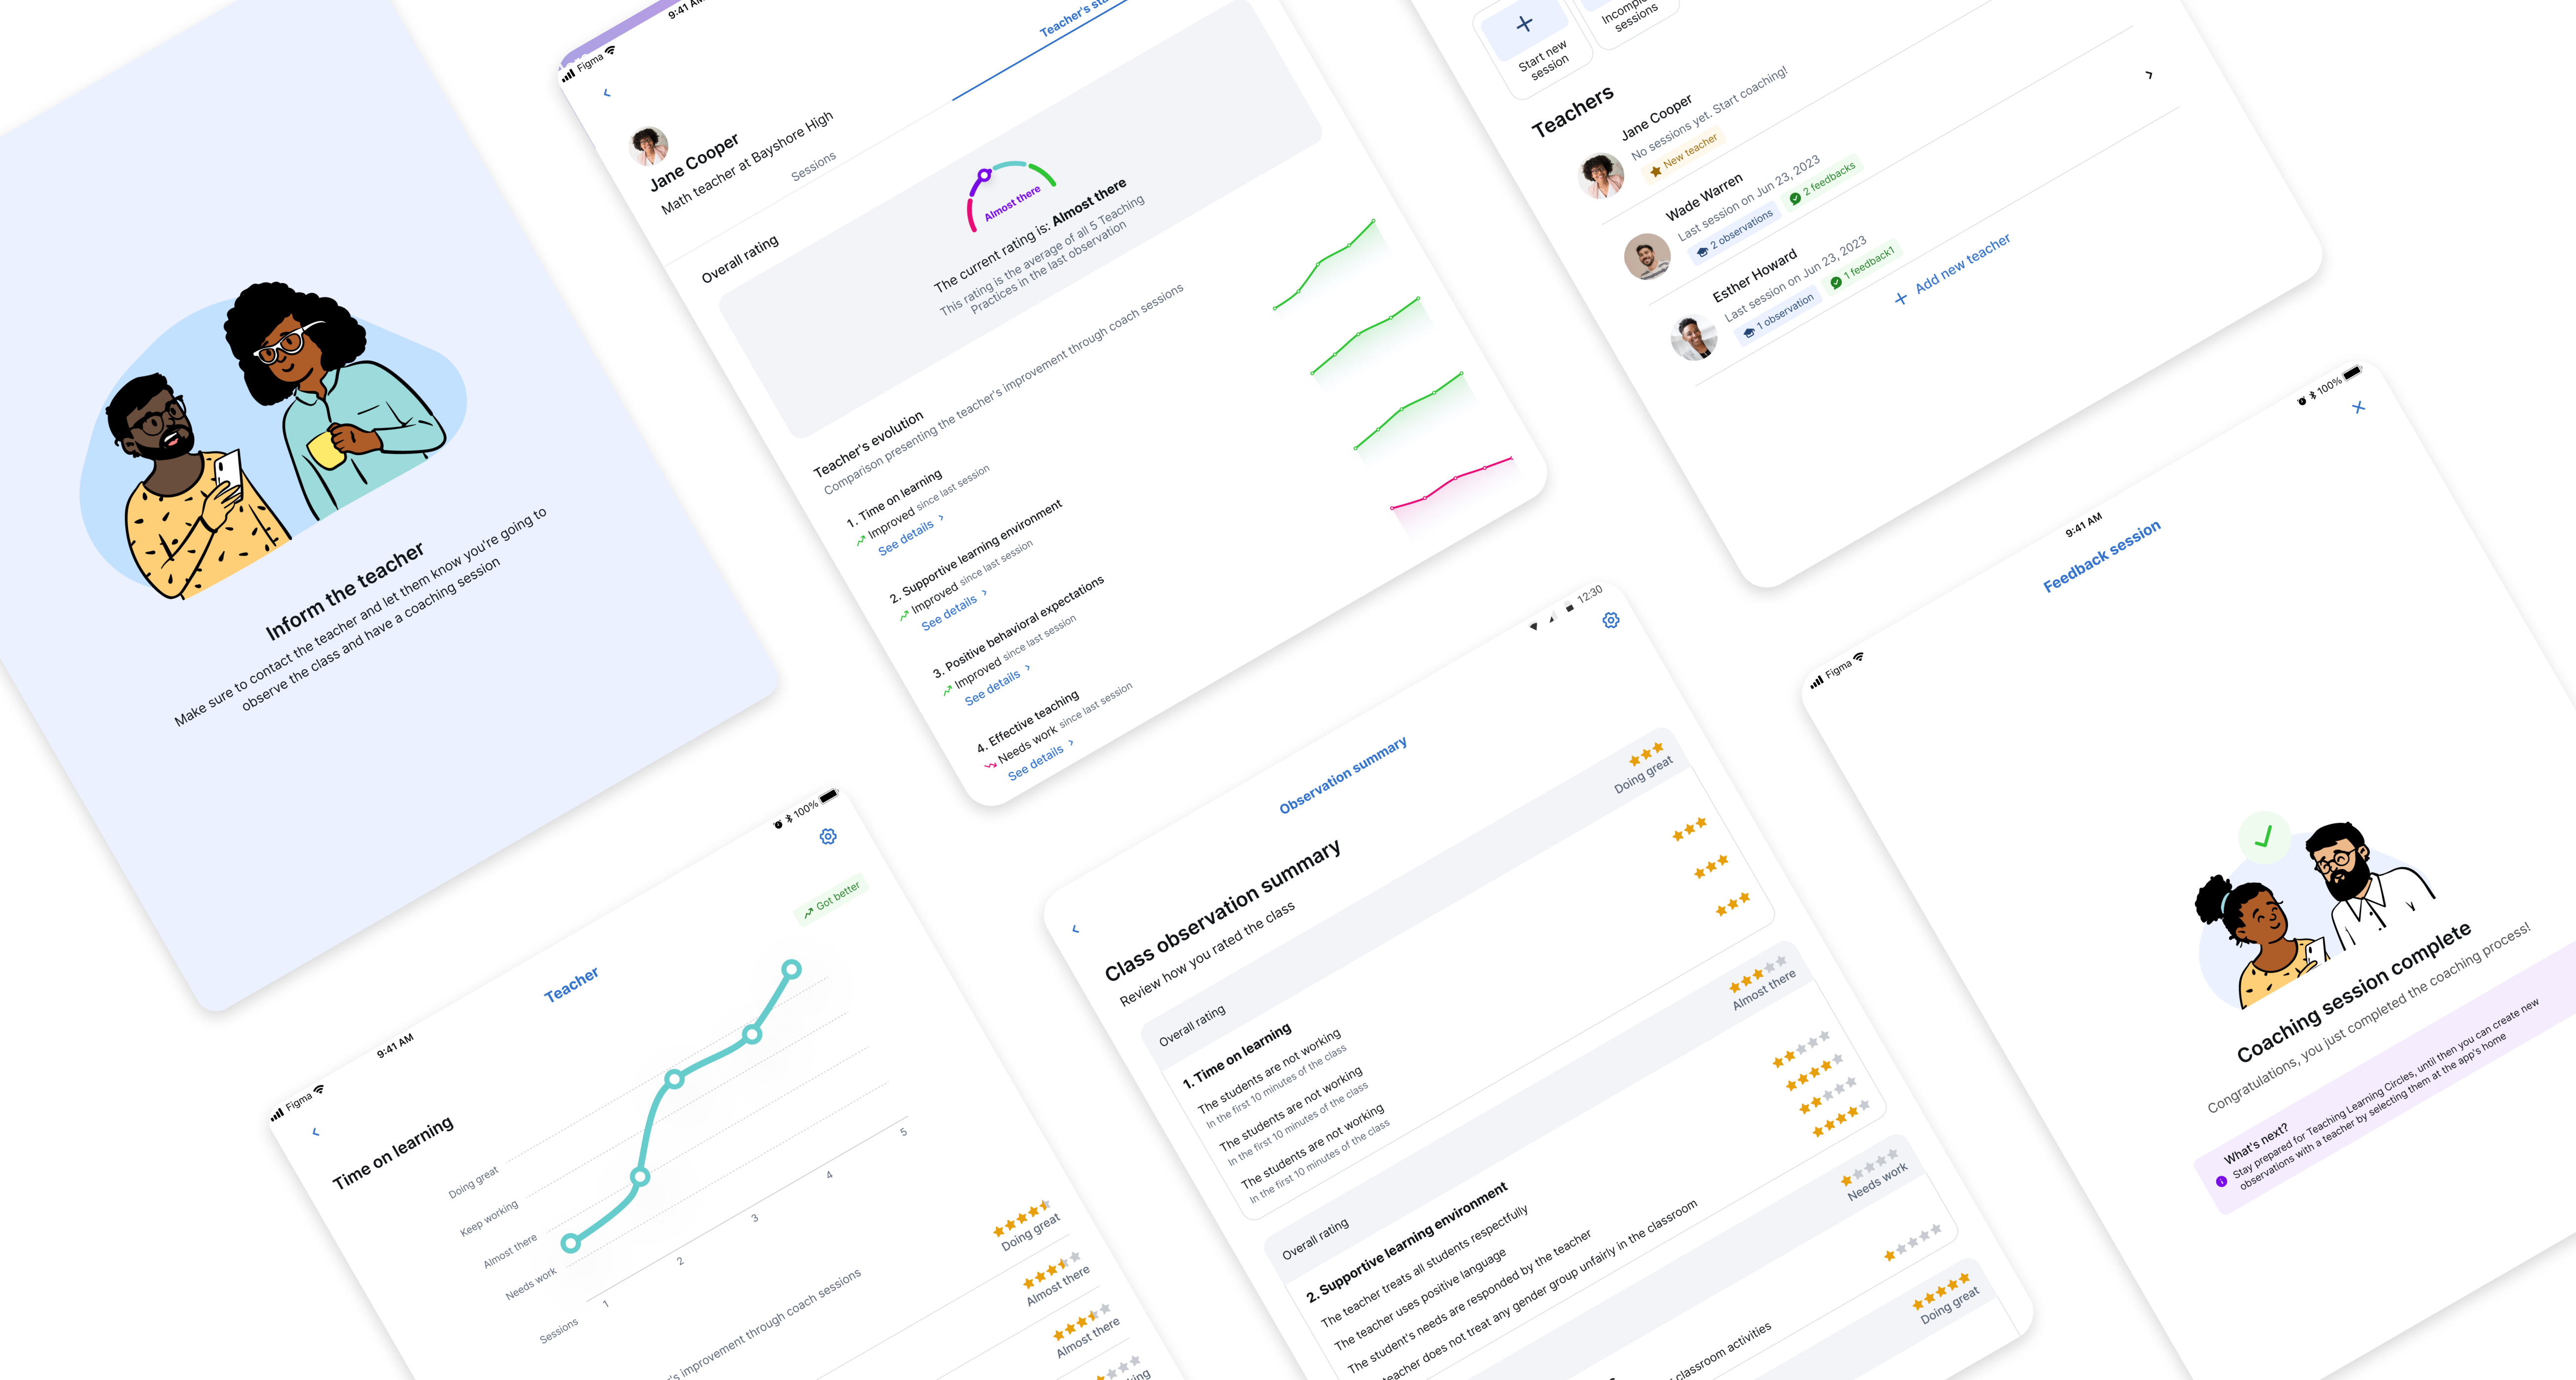 Inform the teacher
Make sure to contact the teacher and let them know you're going to
observe the class and have a coaching session
9:41 AM
Figma
Jane Cooper
Math teacher at Bayshore High
Sessions
Teacher's
Overall rating
Almost there
The current rating is: Almost there
This rating is the average of all 5 Teaching
Practices in the last observation
Teacher's evolution
Comparison presenting the teacher's improvement through coach sessions
1. Time on learning
Improved since last session
See details
2. Supportive learning environment
Improved since last session
See details
3. Positive behavioral expectations
Improved since last session
See details
4. Effective teaching
Needs work since last session
See details
Start new
session
sessions
Teachers
Jane Cooper
No sessions yet. Start coaching!
New teacher
Wade Warren
Last session on Jun 23, 2023
2 observations
2 feedbacks
Esther Howard
Last session on Jun 23, 2023
1 observation
1 feedback1
Add new teacher
Figma
9:41 AM
100%
Teacher
Time on learning
Got better
Doing great
Keep working
Almost there
Needs work
Sessions
1
2
3
4
5
improvement through coach sessions
Doing great
Almost there
Almost there
12:30
Observation summary
Class observation summary
Review how you rated the class
Overall rating
Doing great
1. Time on learning
The students are not working
In the first 10 minutes of the class
The students are not working
In the first 10 minutes of the class
The students are not working
In the first 10 minutes of the class
Overall rating
Almost there
2. Supportive learning environment
The teacher treats all students respectfully
The teacher uses positive language
The student's needs are responded by the teacher
teacher does not treat any gender group unfairly in the classroom
Needs work
classroom activities
Doing great
Figma
9:41 AM
100%
Feedback session
Coaching session complete
Congratulations, you just completed the coaching process!
What's next?
Stay prepared for Teaching Learning Circles, until then you can create new
observations with a teacher by selecting them at the app's home